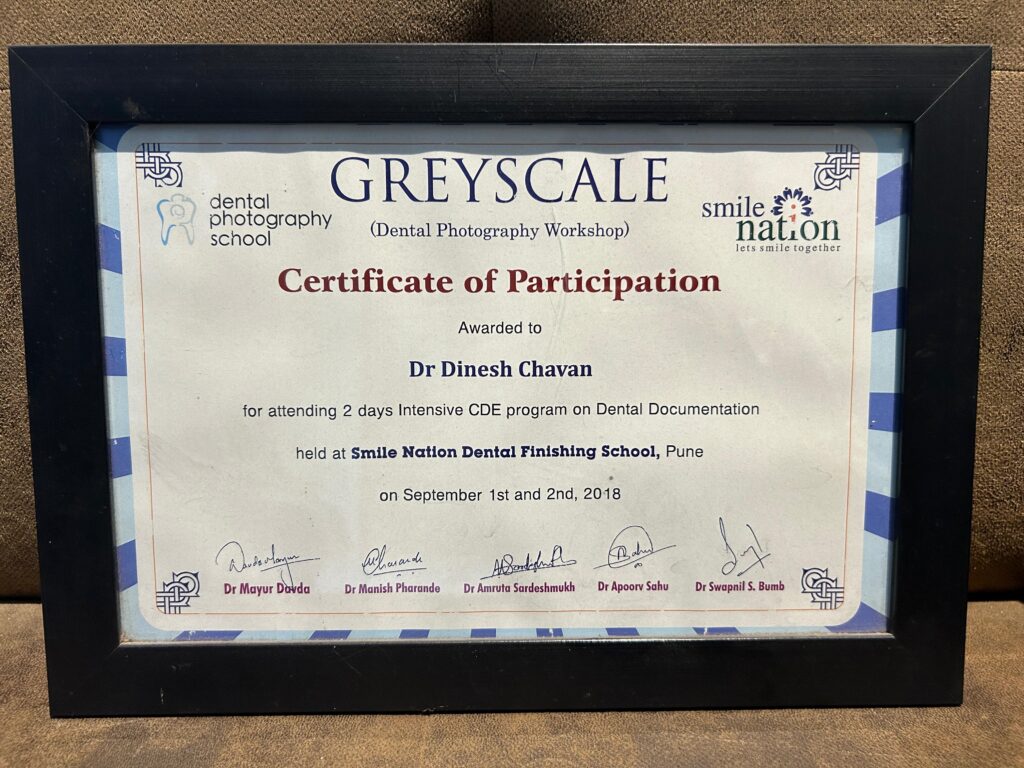 GREYSCALE
dental
photography
school
(Dental Photography Workshop)
smile
nation
lets smile together
Certificate of Participation
Awarded to
Dr Dinesh Chavan
for attending 2 days Intensive CDE program on Dental Documentation
held at Smile Nation Dental Finishing School, Pune
on September 1st and 2nd, 2018
Dr Mayur Davda
Dr Manish Pharande
Dr Amruta Sardeshmukh
Dr Apoorv Sahu
Dr Swapnil S. Bumb